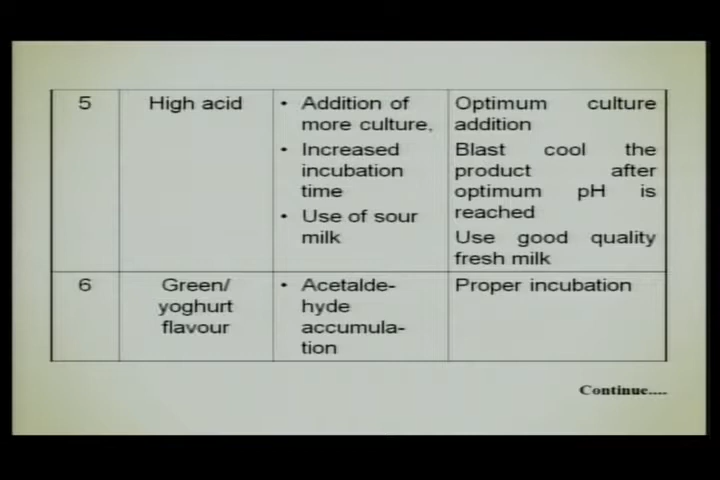 5 High acid • Addition of Optimum culture
more culture, addition
• Increased Blast cool the
incubation product after
time optimum pH is
• Use of sour reached
milk Use good quality
fresh milk
6 Green/ • Acetalde- Proper incubation
yoghurt hyde
flavour accumula-
tion
Continue....